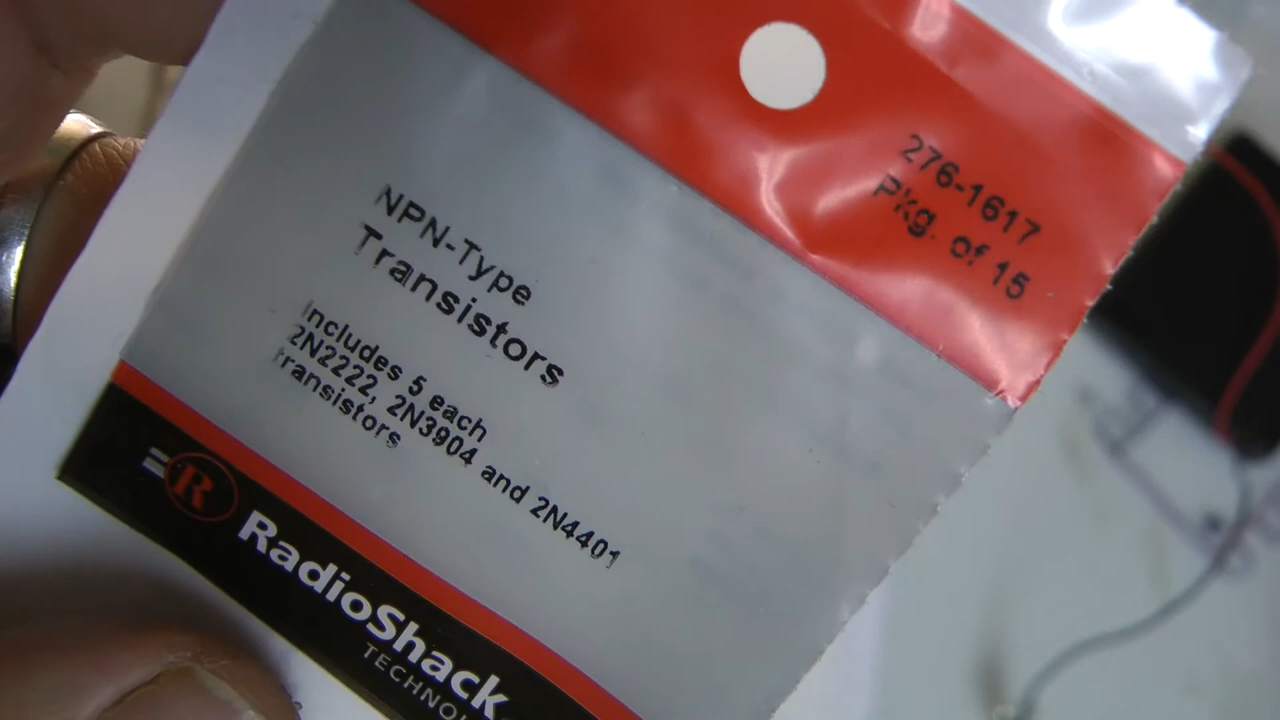 276-1617
Pkg. of 15
NPN-Type
Transistors
Includes 5 each
2N2222, 2N3904 and 2N4401
transistors
R
RadioShack